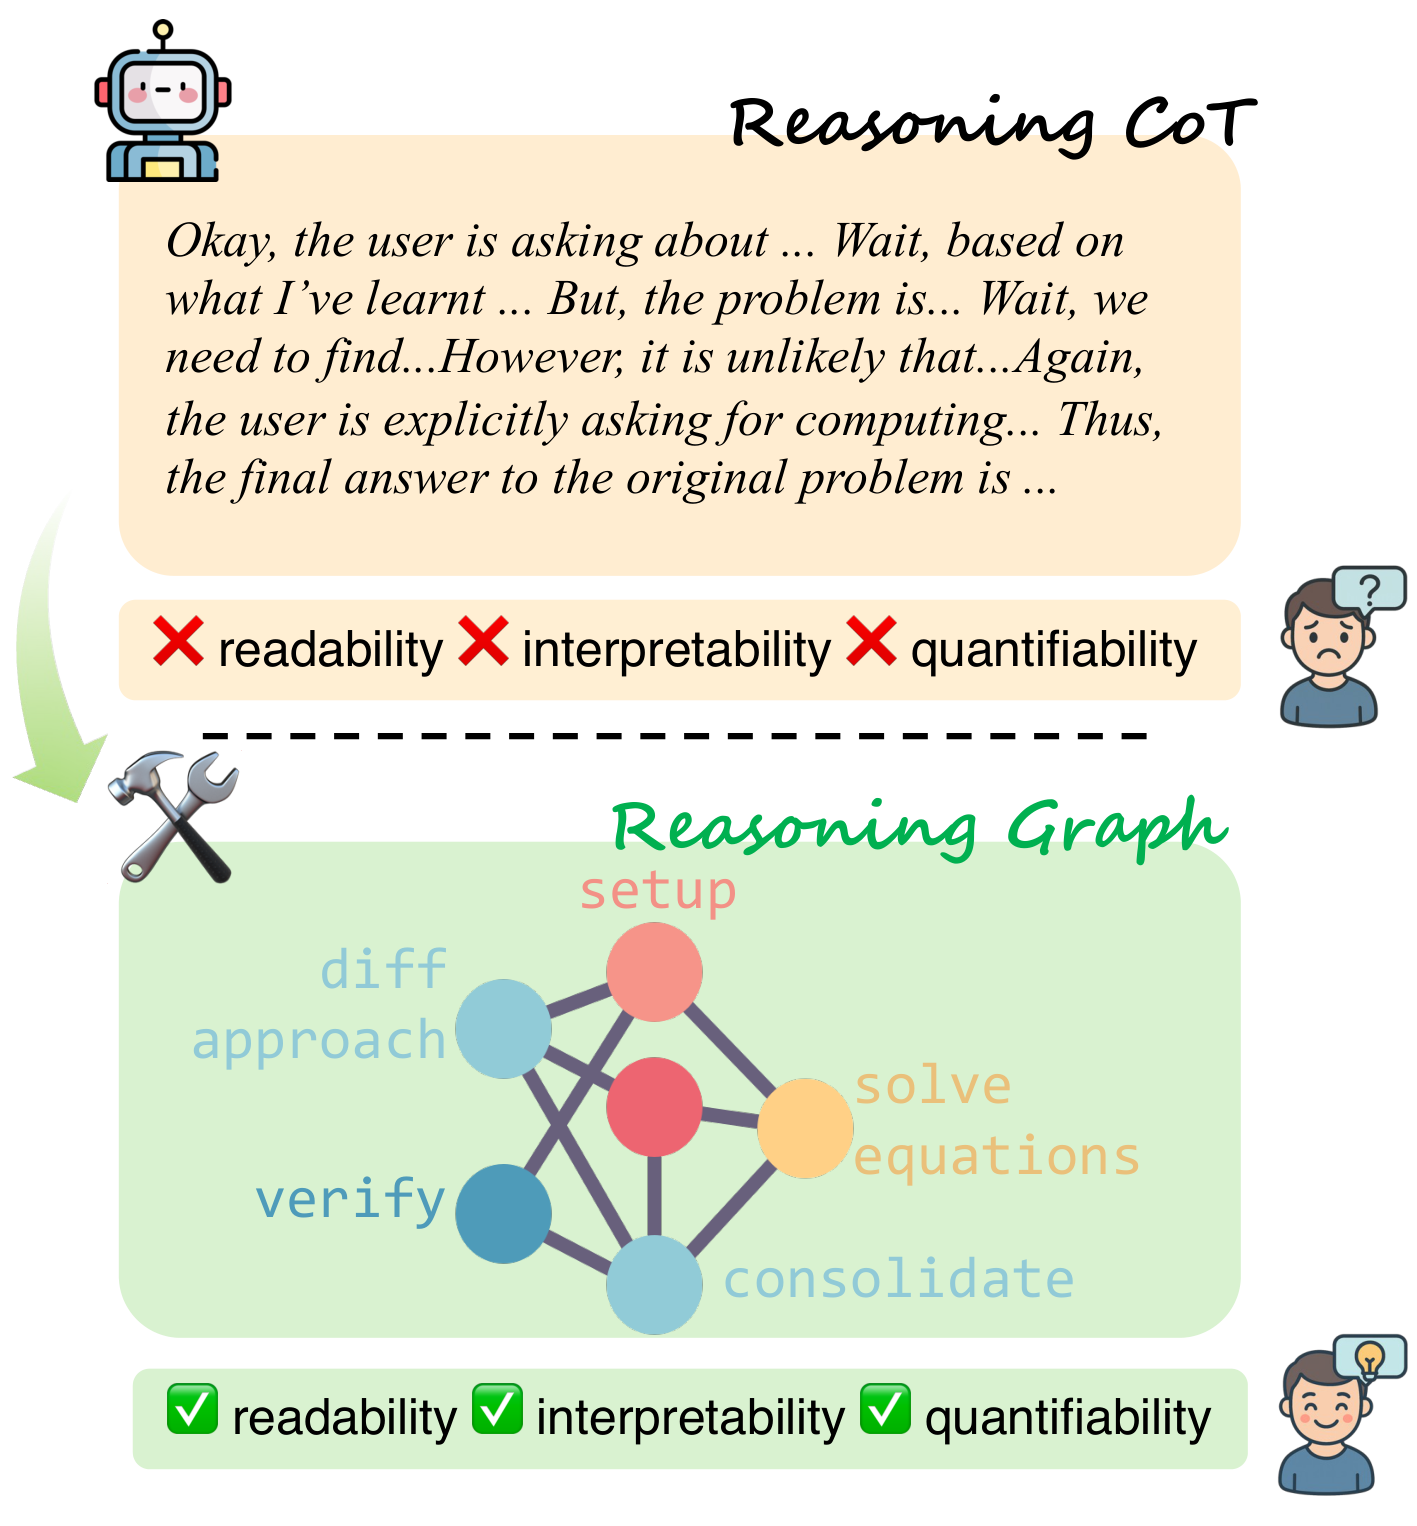 Reasoning CoT
Okay, the user is asking about ... Wait, based on
what I’ve learnt ... But, the problem is... Wait, we
need to find...However, it is unlikely that...Again,
the user is explicitly asking for computing... Thus,
the final answer to the original problem is ...
?
❌ readability ❌ interpretability ❌ quantifiability
Reasoning Graph
setup
diff
approach
solve
equations
verify
consolidate
✅ readability ✅ interpretability ✅ quantifiability